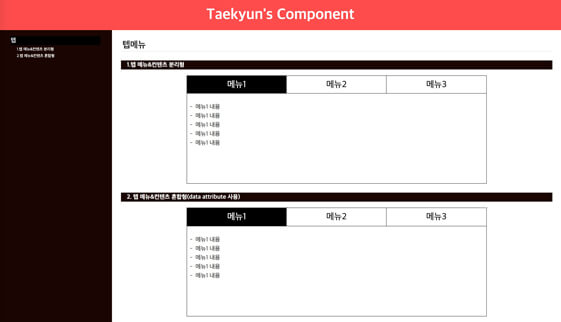 Taekyun's Component
탭
1.탭 메뉴&컨텐츠 분리형
2.탭 메뉴&컨텐츠 혼합형
탭메뉴
1.탭 메뉴&컨텐츠 분리형
메뉴1 메뉴2 메뉴3
- 메뉴1 내용
- 메뉴1 내용
- 메뉴1 내용
- 메뉴1 내용
- 메뉴1 내용
2. 탭 메뉴&컨텐츠 혼합형(data attribute 사용)
메뉴1 메뉴2 메뉴3
- 메뉴1 내용
- 메뉴1 내용
- 메뉴1 내용
- 메뉴1 내용
- 메뉴1 내용